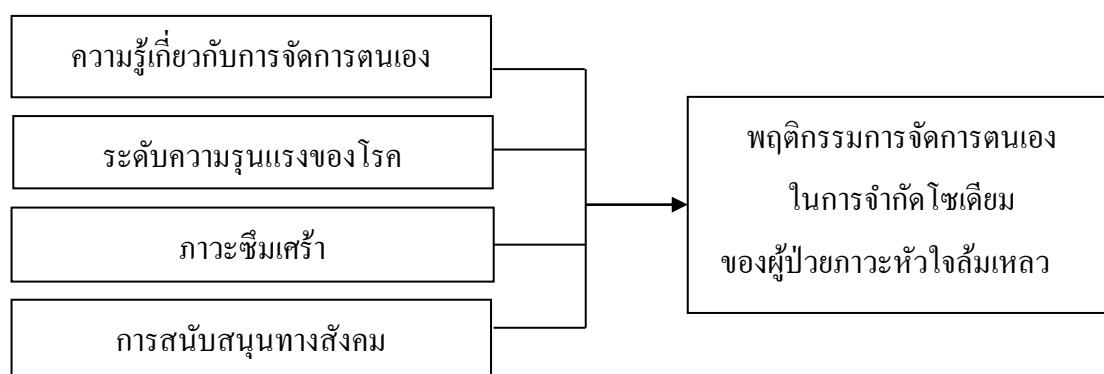 ความรู้เกี่ยวกับการจัดการตนเอง
ระดับความรุนแรงของโรค
ภาวะซึมเศร้า
การสนับสนุนทางสังคม
พฤติกรรมการจัดการตนเอง
ในการจำกัดโซเดียม
ของผู้ป่วยภาวะหัวใจล้มเหลว